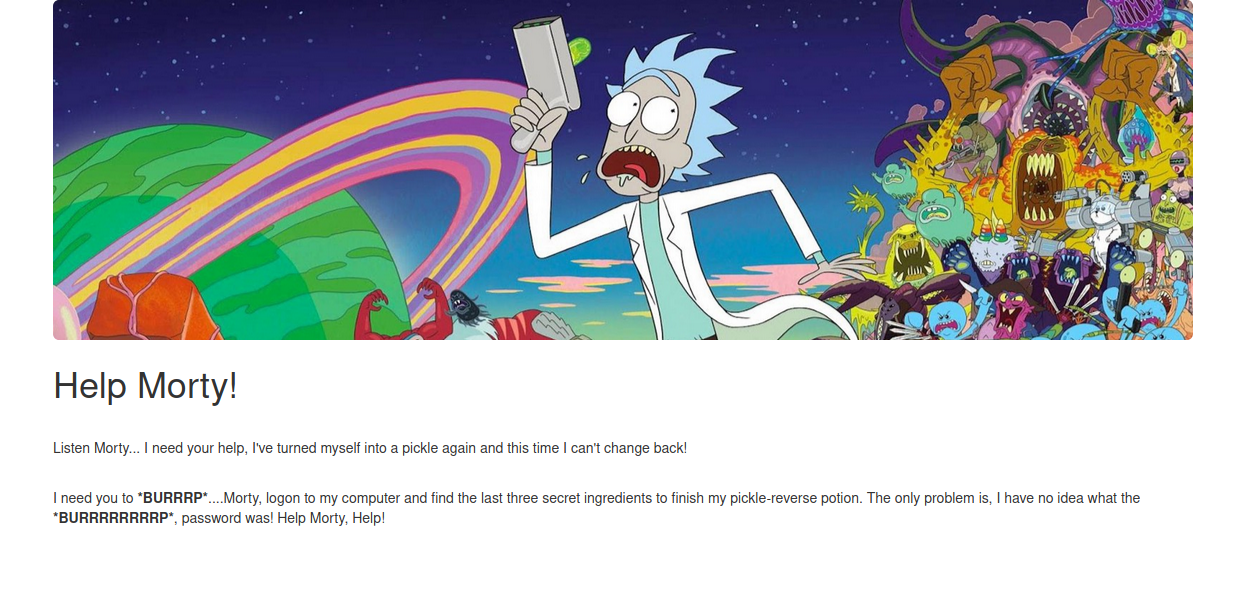 Help Morty!
Listen Morty... I need your help, I've turned myself into a pickle again and this time I can't change back!
I need you to *BURRRP*....Morty, logon to my computer and find the last three secret ingredients to finish my pickle-reverse potion. The only problem is, I have no idea what the
*BURRRRRRRRP*, password was! Help Morty, Help!